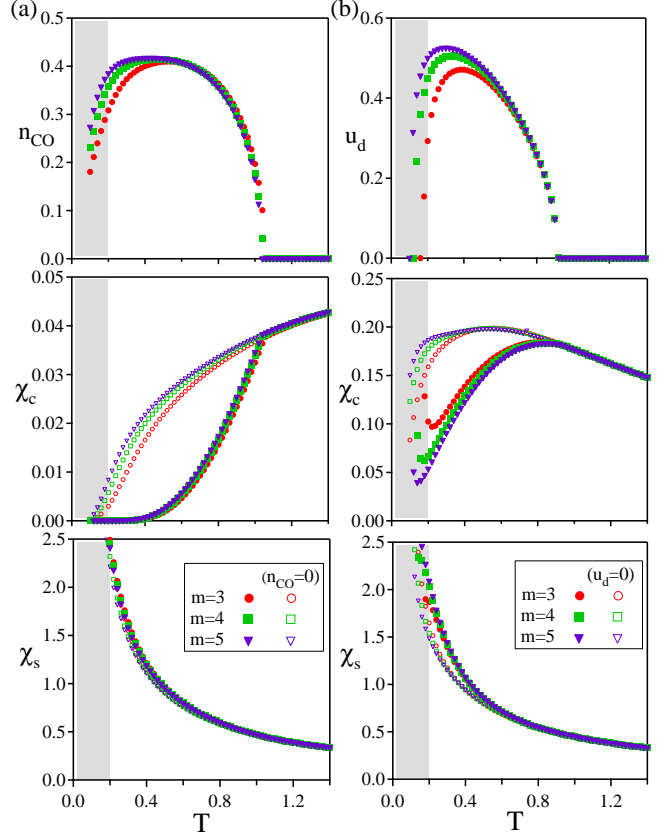 (a)
0.5
0.4
0.3
0.2
0.1
0.0
n_CO
0.05
0.04
0.03
0.02
0.01
0.00
χ_c
2.5
2.0
1.5
1.0
0.5
0.0
χ_s
(n_CO=0)
m=3
m=4
m=5
0.0 0.4 0.8 1.2
T
(b)
0.6
0.4
0.2
0.0
u_d
0.25
0.20
0.15
0.10
0.05
0.00
χ_c
2.5
2.0
1.5
1.0
0.5
0.0
χ_s
(u_d=0)
m=3
m=4
m=5
0.0 0.4 0.8 1.2
T